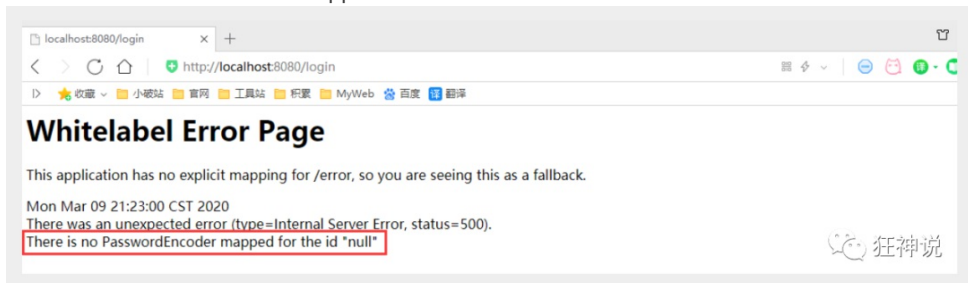 localhost:8080/login
http://localhost:8080/login
收藏 小破站 官网 工具站 积累 MyWeb 百度 译 翻译
Whitelabel Error Page
This application has no explicit mapping for /error, so you are seeing this as a fallback.
Mon Mar 09 21:23:00 CST 2020
There was an unexpected error (type=Internal Server Error, status=500).
There is no PasswordEncoder mapped for the id "null"
狂神说